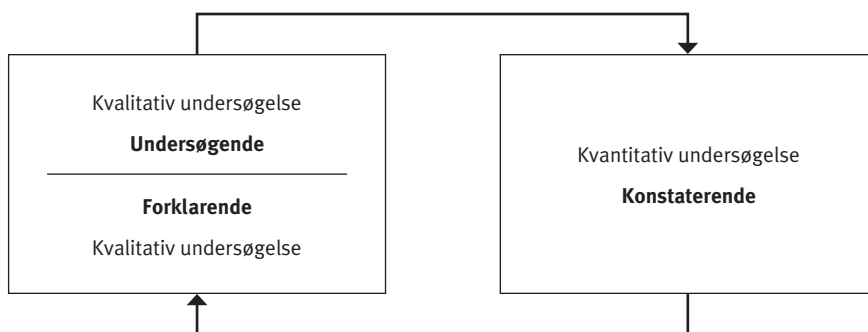 Kvalitativ undersøgelse
Undersøgende
Forklarende
Kvalitativ undersøgelse
Kvantitativ undersøgelse
Konstaterende